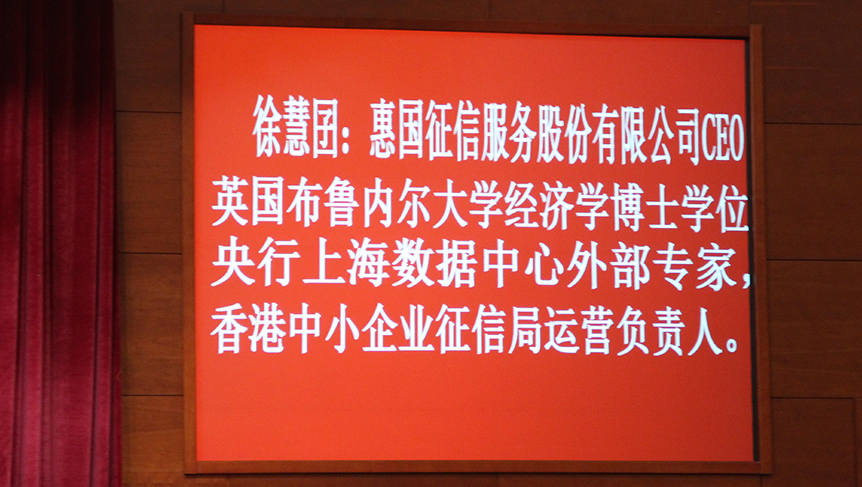 徐慧囝：惠国征信服务股份有限公司CEO
英国布鲁内尔大学经济学博士学位
央行上海数据中心外部专家，
香港中小企业征信局运营负责人。